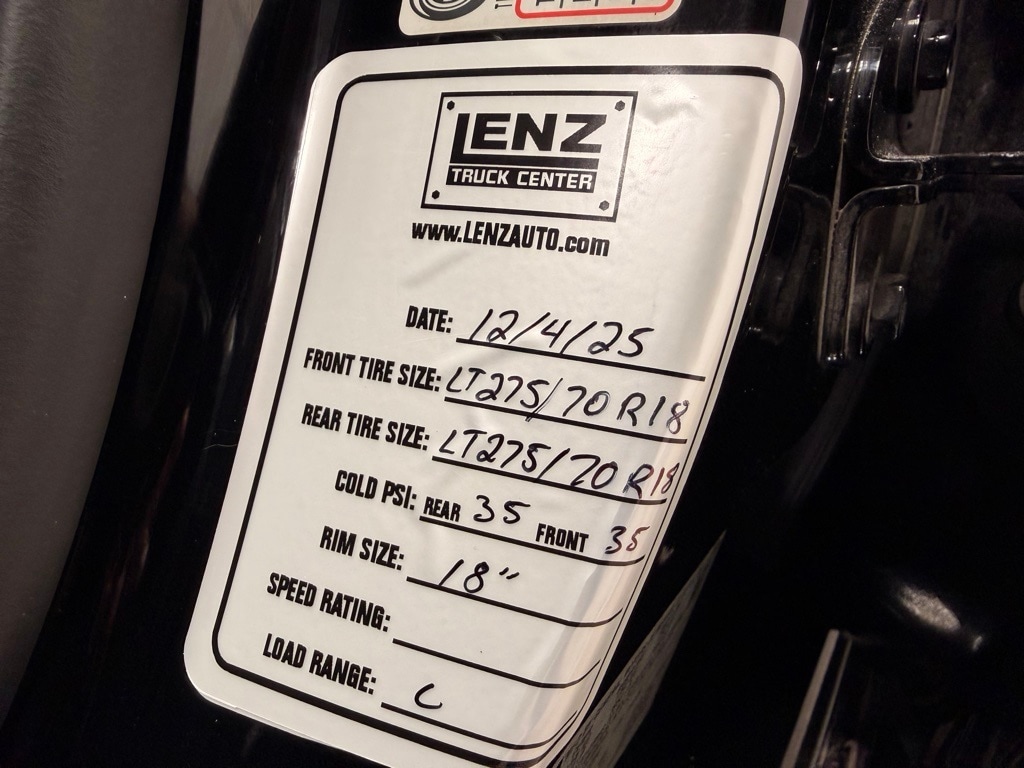 LENZ
TRUCK CENTER
www.LENZAUTO.com
DATE: 12/4/25
FRONT TIRE SIZE: LT275/70 R18
REAR TIRE SIZE: LT275/70 R18
COLD PSI: REAR 35 FRONT 35
RIM SIZE: 18"
SPEED RATING:
LOAD RANGE: C